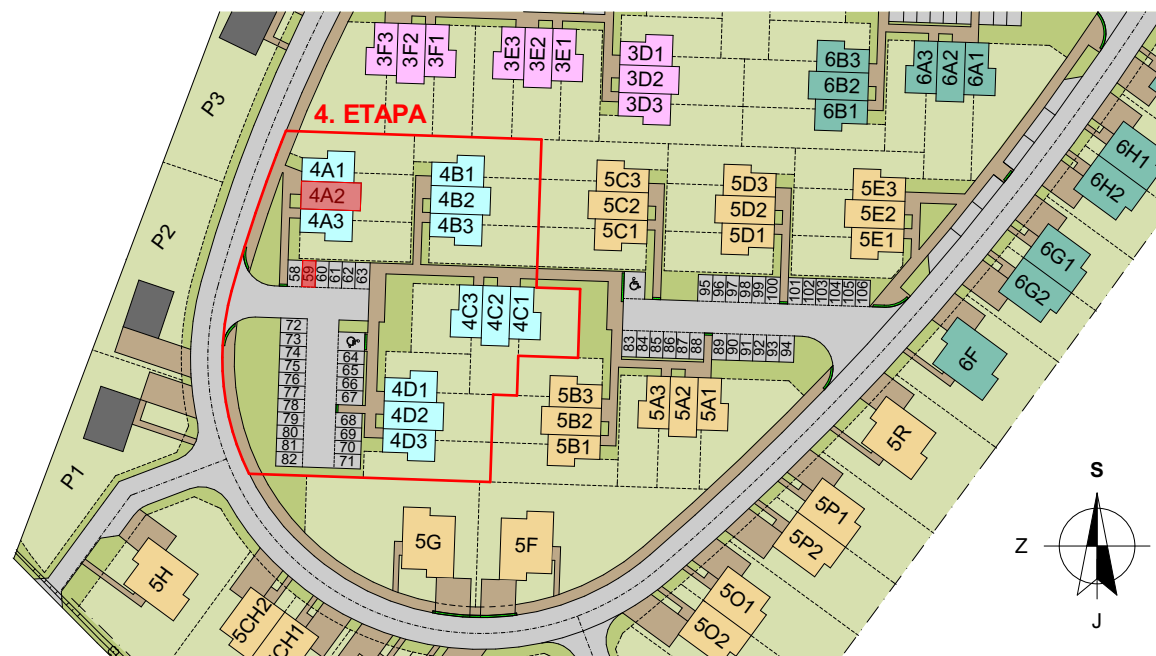 3F3
3F2
3F1
3E3
3E2
3E1
3D1
3D2
3D3
6B3
6B2
6B1
6A3
6A2
6A1
P3
P2
P1
4. ETAPA
4A1
4A2
4A3
4B1
4B2
4B3
5C3
5C2
5C1
5D3
5D2
5D1
5E3
5E2
5E1
6H1
6H2
6G1
6G2
6F
58
59
60
61
62
63
95
96
97
98
99
100
101
102
103
104
105
106
4C3
4C2
4C1
72
73
74
75
76
77
78
79
80
81
82
64
65
66
67
68
69
70
71
83
84
85
86
87
88
89
90
91
92
93
94
4D1
4D2
4D3
5B3
5B2
5B1
5A3
5A2
5A1
5R
5P1
5P2
5G
5F
5H
5CH2
5CH1
5O1
5O2
S
Z
J